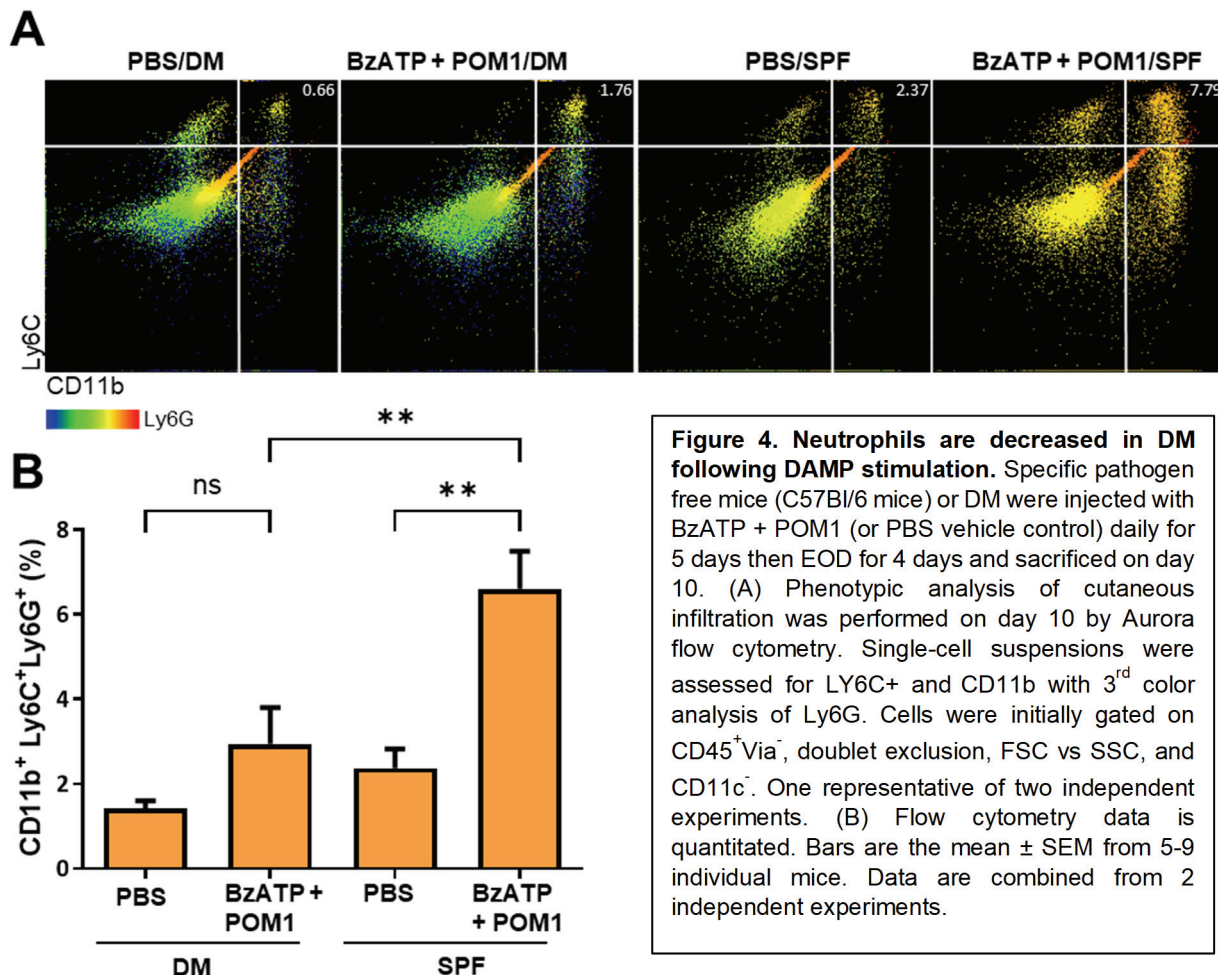 A
PBS/DM
BzATP + POM1/DM
PBS/SPF
BzATP + POM1/SPF
0.66
1.76
2.37
7.79
Ly6C
CD11b
Ly6G
B
**
ns
**
CD11b+ Ly6C+Ly6G+ (%)
8
6
4
2
0
PBS
BzATP + POM1
PBS
BzATP + POM1
DM
SPF
Figure 4. Neutrophils are decreased in DM
following DAMP stimulation. Specific pathogen
free mice (C57Bl/6 mice) or DM were injected with
BzATP + POM1 (or PBS vehicle control) daily for
5 days then EOD for 4 days and sacrificed on day
10. (A) Phenotypic analysis of cutaneous
infiltration was performed on day 10 by Aurora
flow cytometry. Single-cell suspensions were
assessed for LY6C+ and CD11b with 3rd color
analysis of Ly6G. Cells were initially gated on
CD45+Via-, doublet exclusion, FSC vs SSC, and
CD11c-. One representative of two independent
experiments. (B) Flow cytometry data is
quantitated. Bars are the mean ± SEM from 5-9
individual mice. Data are combined from 2
independent experiments.